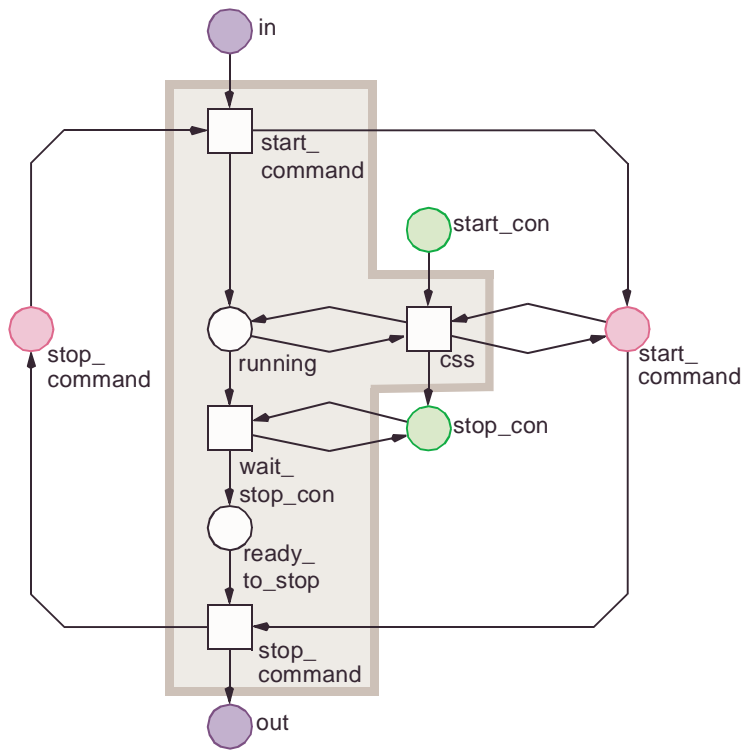 in
start_
command
start_con
running
css
stop_
command
start_
command
stop_con
wait_
stop_con
ready_
to_stop
stop_
command
out